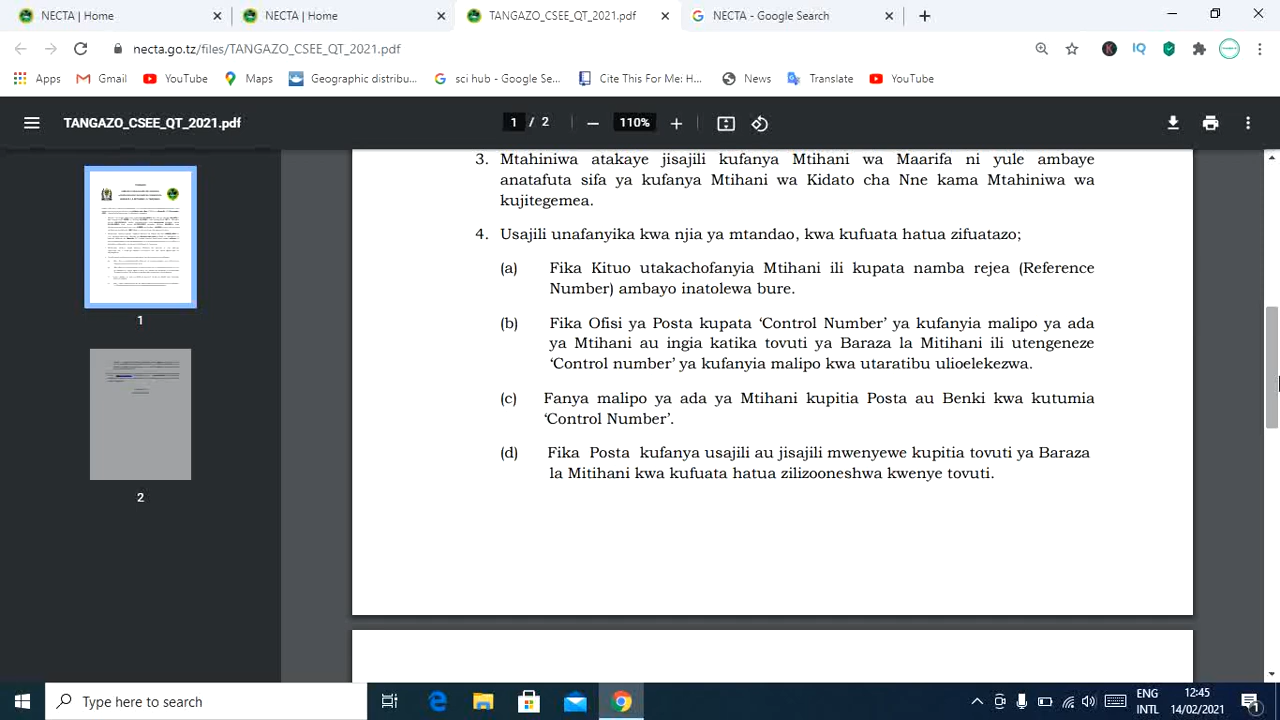 NECTA | Home
NECTA | Home
TANGAZO_CSEE_QT_2021.pdf
NECTA - Google Search
necta.go.tz/files/TANGAZO_CSEE_QT_2021.pdf
Apps
Gmail
YouTube
Maps
Geographic distribu...
sci hub - Google Se...
Cite This For Me: H...
News
Translate
YouTube
TANGAZO_CSEE_QT_2021.pdf
1 / 2
110%
3. Mtahiniwa atakaye jisajili kufanya Mtihani wa Maarifa ni yule ambaye
anatafuta sifa ya kufanya Mtihani wa Kidato cha Nne kama Mtahiniwa wa
kujitegemea.
4. Usajili unafanyika kwa njia ya mtandao, kwa kufuata hatua zifuatazo;
(a) Fika Kituo utakachofanyia Mtihani ili kupata namba rejea (Reference
Number) ambayo inatolewa bure.
(b) Fika Ofisi ya Posta kupata ‘Control Number’ ya kufanyia malipo ya ada
ya Mtihani au ingia katika tovuti ya Baraza la Mitihani ili utengeneze
‘Control number’ ya kufanyia malipo kwa utaratibu ulioelekezwa.
(c) Fanya malipo ya ada ya Mtihani kupitia Posta au Benki kwa kutumia
‘Control Number’.
(d) Fika Posta kufanya usajili au jisajili mwenyewe kupitia tovuti ya Baraza
la Mitihani kwa kufuata hatua zilizooneshwa kwenye tovuti.
1
2
Type here to search
ENG
INTL
12:45
14/02/2021